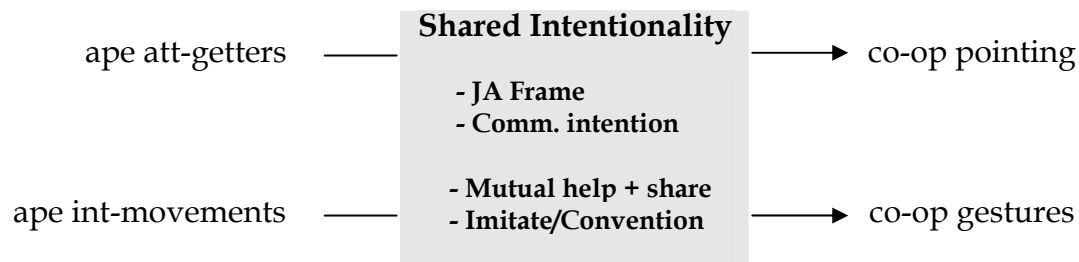 Shared Intentionality
ape att-getters
co-op pointing
- JA Frame
- Comm. intention
- Mutual help + share
- Imitate/Convention
ape int-movements
co-op gestures